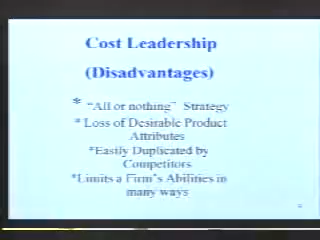 Cost Leadership
(Disadvantages)
* "All or nothing" Strategy
* Loss of Desirable Product
Attributes
*Easily Duplicated by
Competitors
*Limits a Firm's Abilities in
many ways